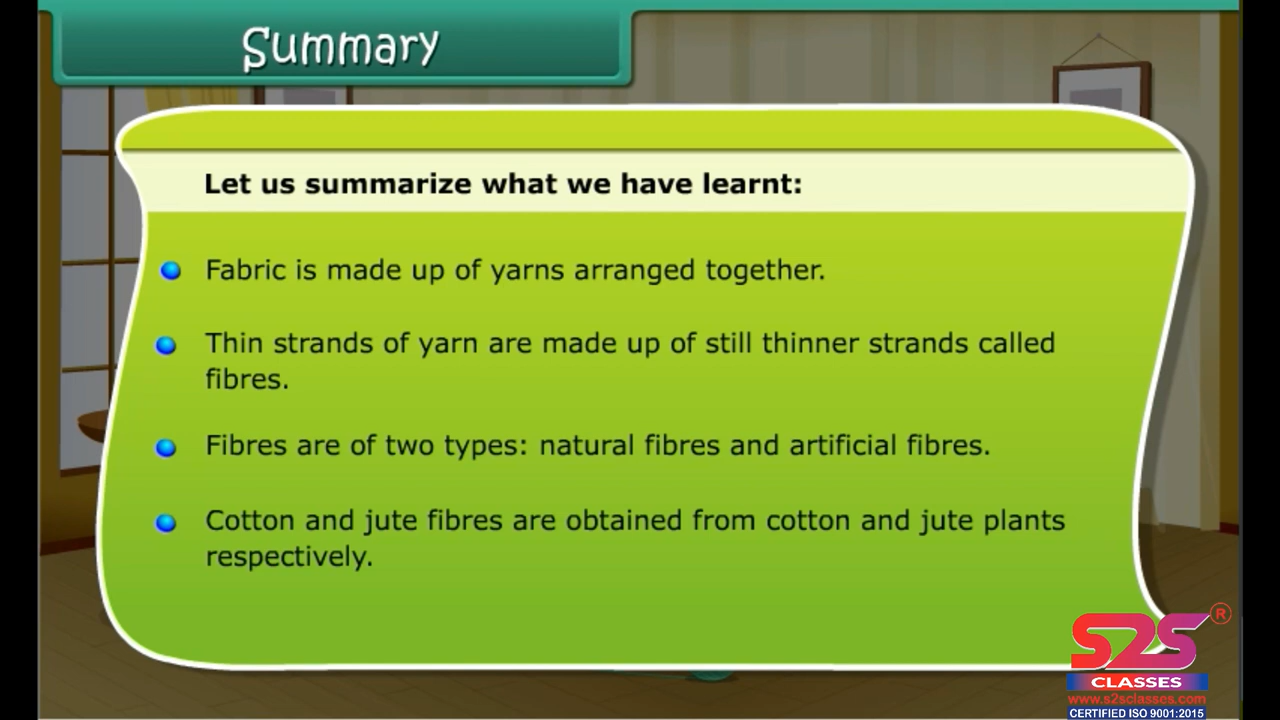 Summary
Let us summarize what we have learnt:
Fabric is made up of yarns arranged together.
Thin strands of yarn are made up of still thinner strands called
fibres.
Fibres are of two types: natural fibres and artificial fibres.
Cotton and jute fibres are obtained from cotton and jute plants
respectively.
S2S ®
CLASSES
www.s2sclasses.com
CERTIFIED ISO 9001:2015